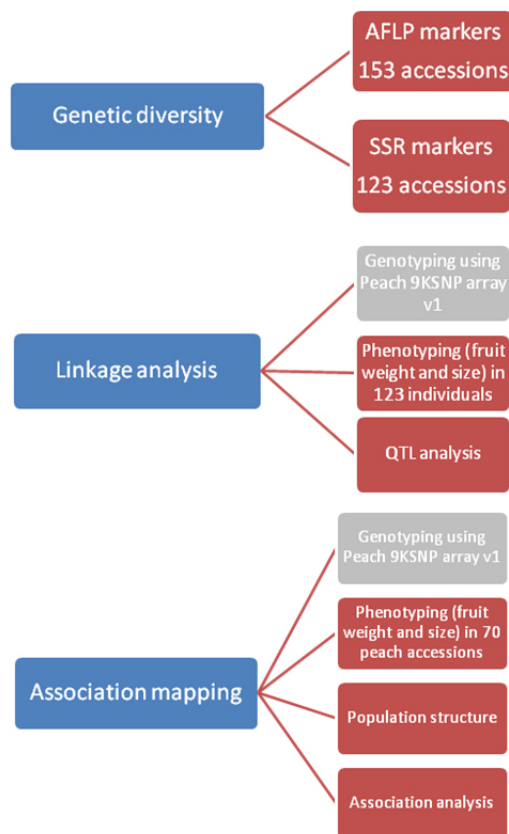 Genetic diversity
AFLP markers
153 accessions
SSR markers
123 accessions
Linkage analysis
Genotyping using
Peach 9KSNP array
v1
Phenotyping (fruit
weight and size) in
123 individuals
QTL analysis
Association mapping
Genotyping using
Peach 9KSNP array v1
Phenotyping (fruit
weight and size) in 70
peach accessions
Population structure
Association analysis